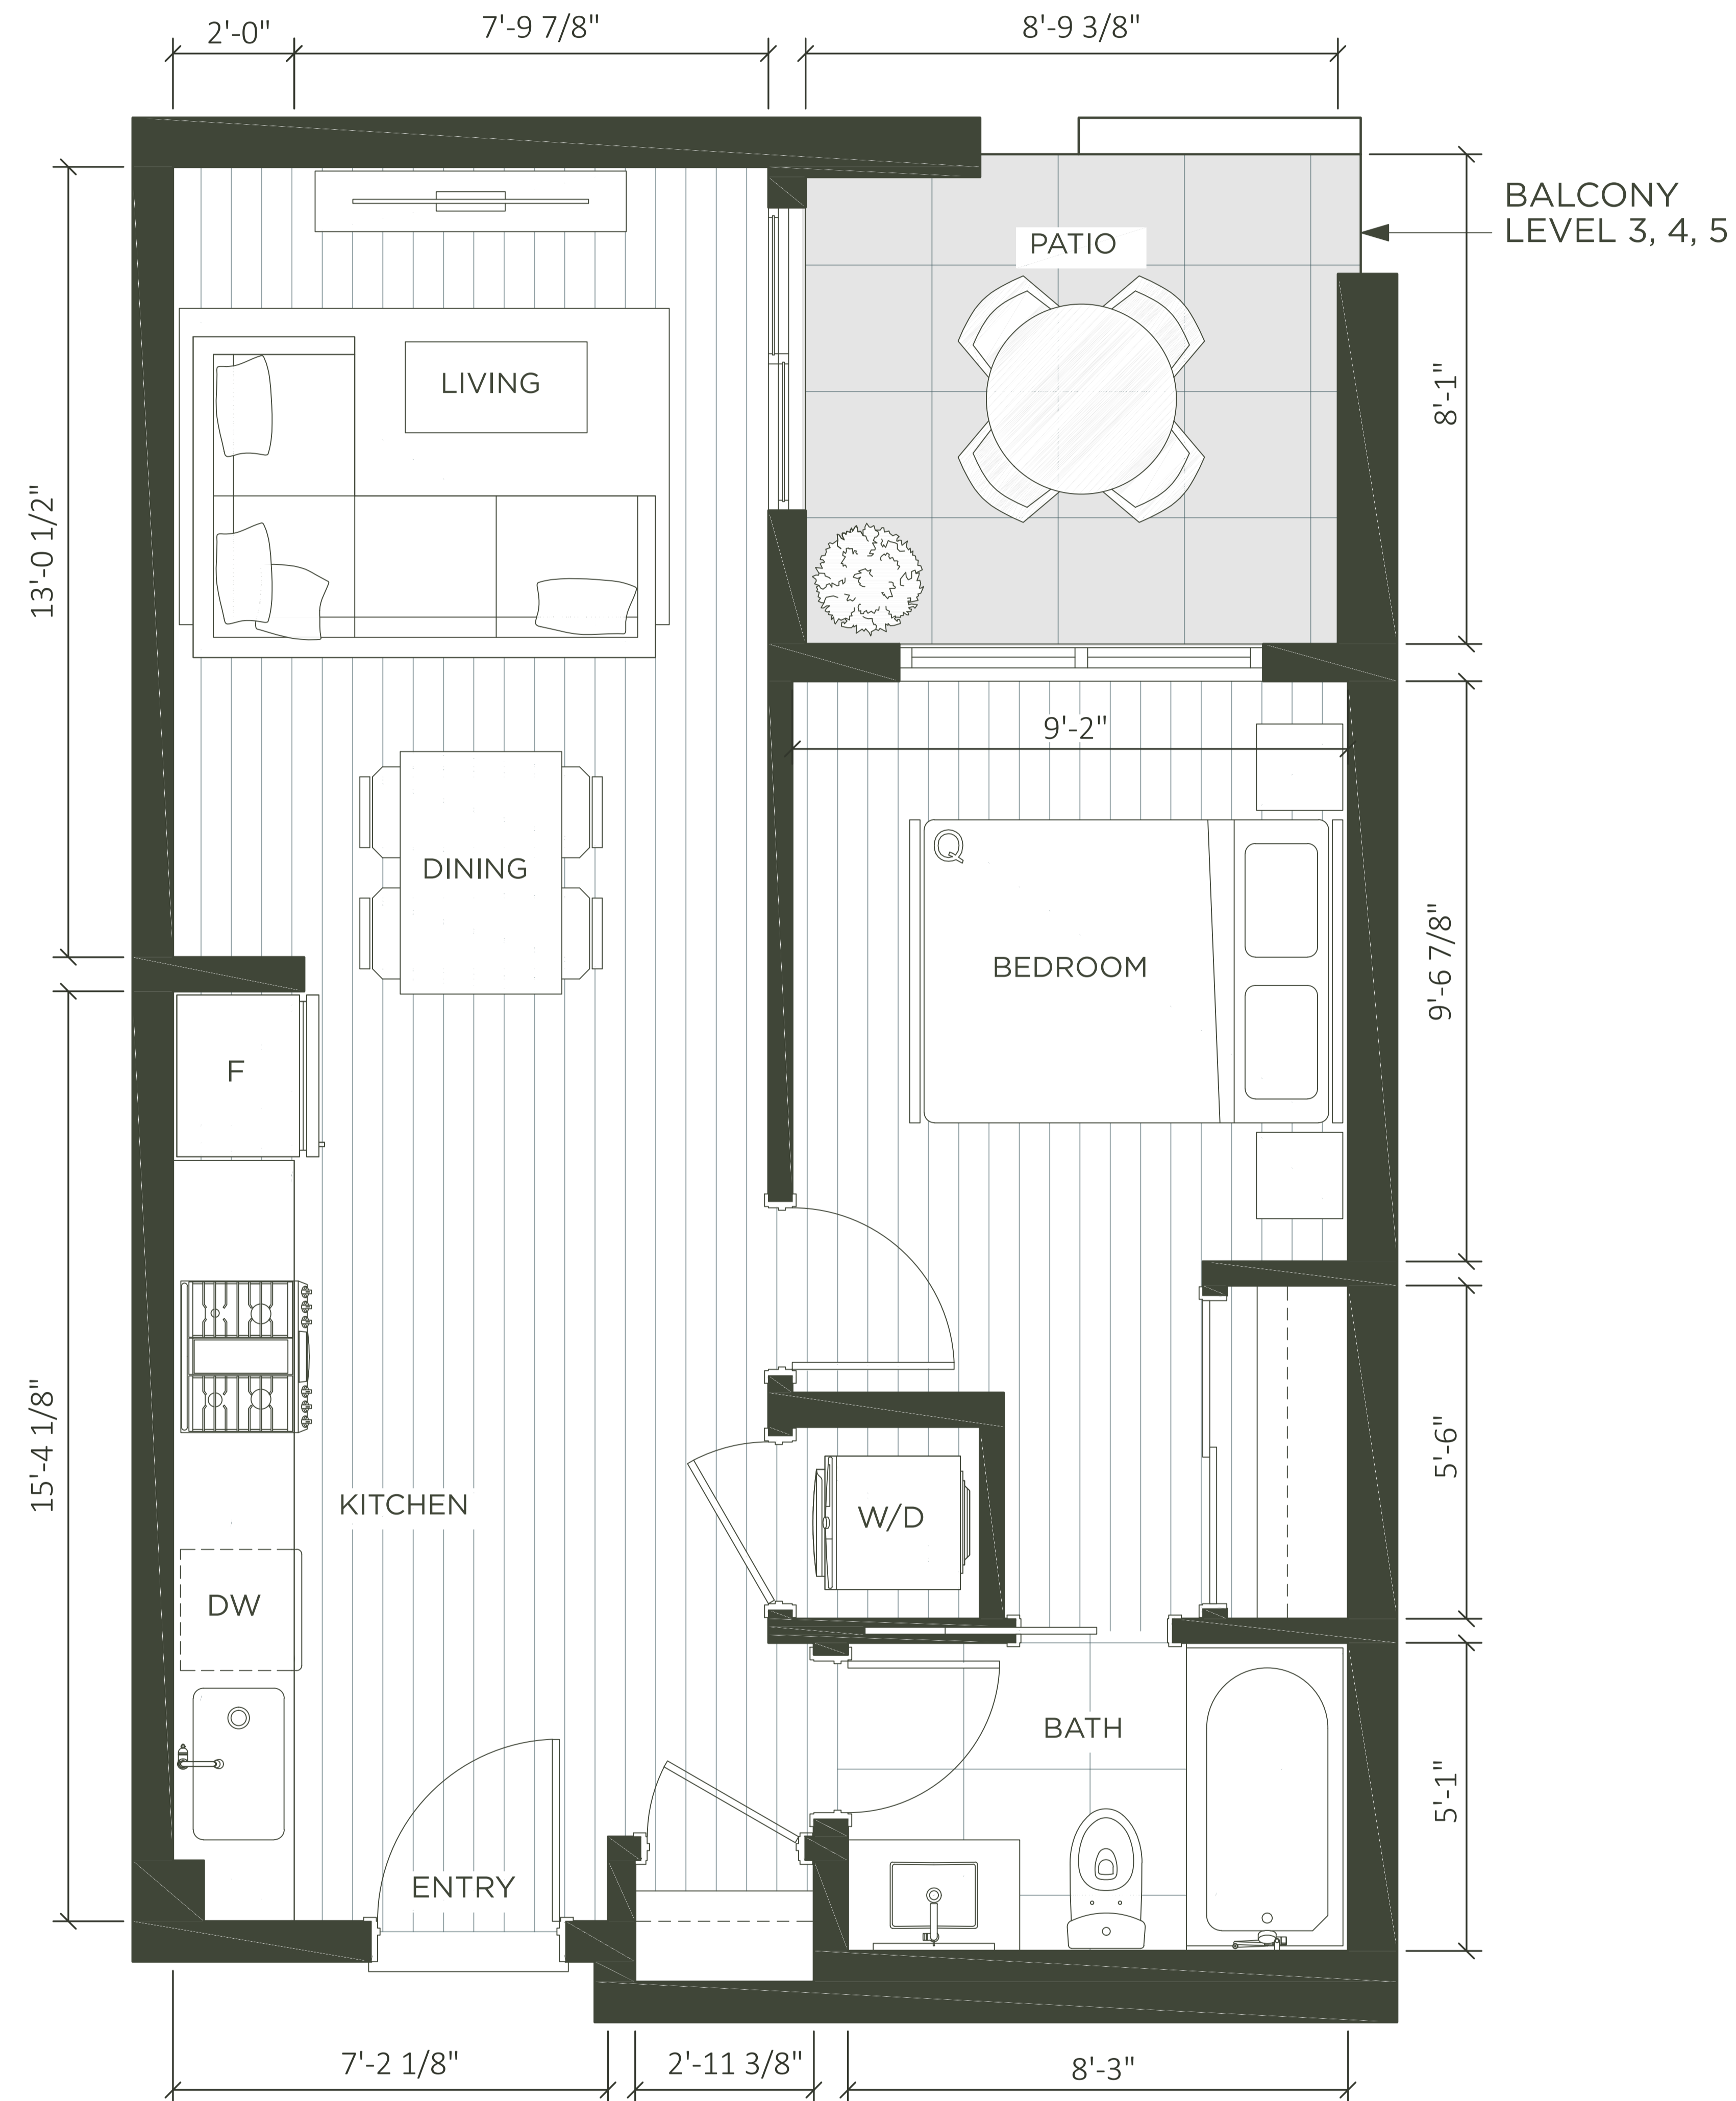 2'-0"
7'-9 7/8"
8'-9 3/8"
BALCONY
LEVEL 3, 4, 5
PATIO
LIVING
8'-1"
13'-0 1/2"
9'-2"
DINING
Q
BEDROOM
9'-6 7/8"
F
15'-4 1/8"
5'-6"
KITCHEN
W/D
DW
BATH
5'-1"
ENTRY
7'-2 1/8"
2'-11 3/8"
8'-3"